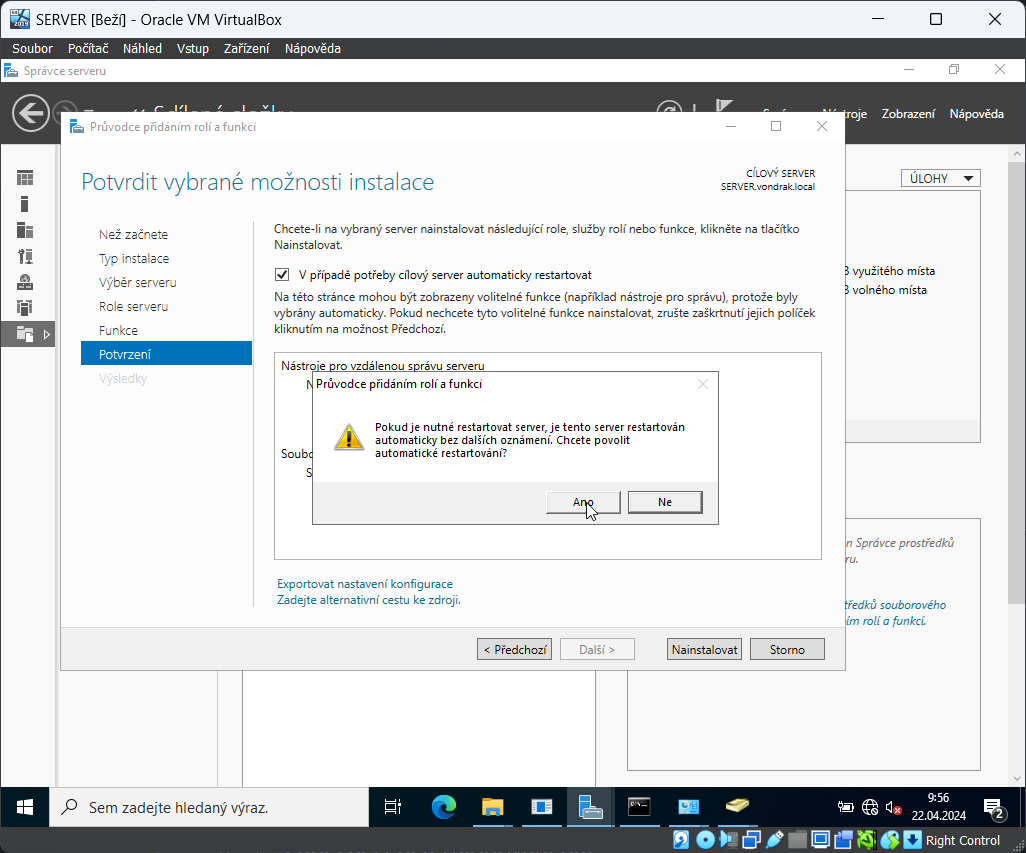 SERVER [Beží] - Oracle VM VirtualBox
Soubor Počítač Náhled Vstup Zařízení Nápověda
Správce serveru
Zobrazení Nápověda
Průvodce přidáním rolí a funkcí
Potvrdit vybrané možnosti instalace
CÍLOVÝ SERVER
SERVER.vondrak.local
ÚLOHY
Než začnete
Typ instalace
Výběr serveru
Role serveru
Funkce
Potvrzení
Výsledky
Chcete-li na vybraný server nainstalovat následující role, služby rolí nebo funkce, klikněte na tlačítko
Nainstalovat.
V případě potřeby cílový server automaticky restartovat
Na této stránce mohou být zobrazeny volitelné funkce (například nástroje pro správu), protože byly
vybrány automaticky. Pokud nechcete tyto volitelné funkce nainstalovat, zrušte zaškrtnutí jejich políček
kliknutím na možnost Předchozí.
využitého místa
volného místa
Nástroje pro vzdálenou správu serveru
Průvodce přidáním rolí a funkcí
Pokud je nutné restartovat server, je tento server restartován
automaticky bez dalších oznámení. Chcete povolit
automatické restartování?
Ano Ne
Správce prostředků
souborového
rolí a funkcí.
Exportovat nastavení konfigurace
Zadejte alternativní cestu ke zdroji.
< Předchozí Další > Nainstalovat Storno
Sem zadejte hledaný výraz.
9:56
22.04.2024
2
Right Control